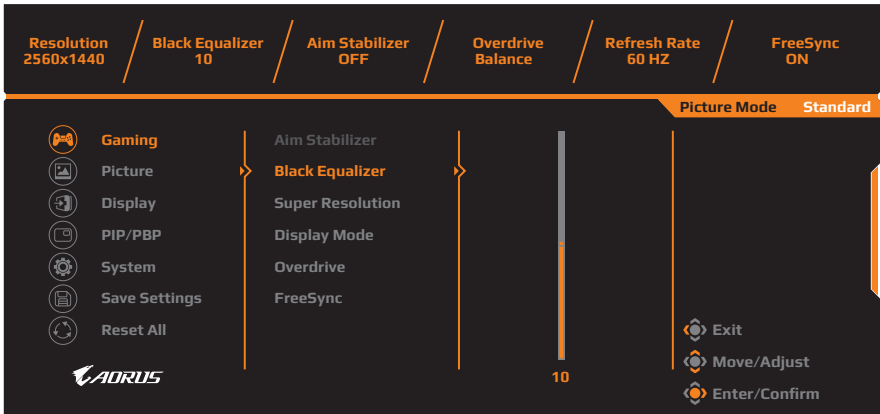 Resolution Black Equalizer Aim Stabilizer Overdrive Refresh Rate FreeSync
2560x1440 10 OFF Balance 60 HZ ON
Picture Mode Standard
Gaming
Picture
Display
PIP/PBP
System
Save Settings
Reset All
Aim Stabilizer
Black Equalizer
Super Resolution
Display Mode
Overdrive
FreeSync
10
Exit
Move/Adjust
Enter/Confirm
AORUS